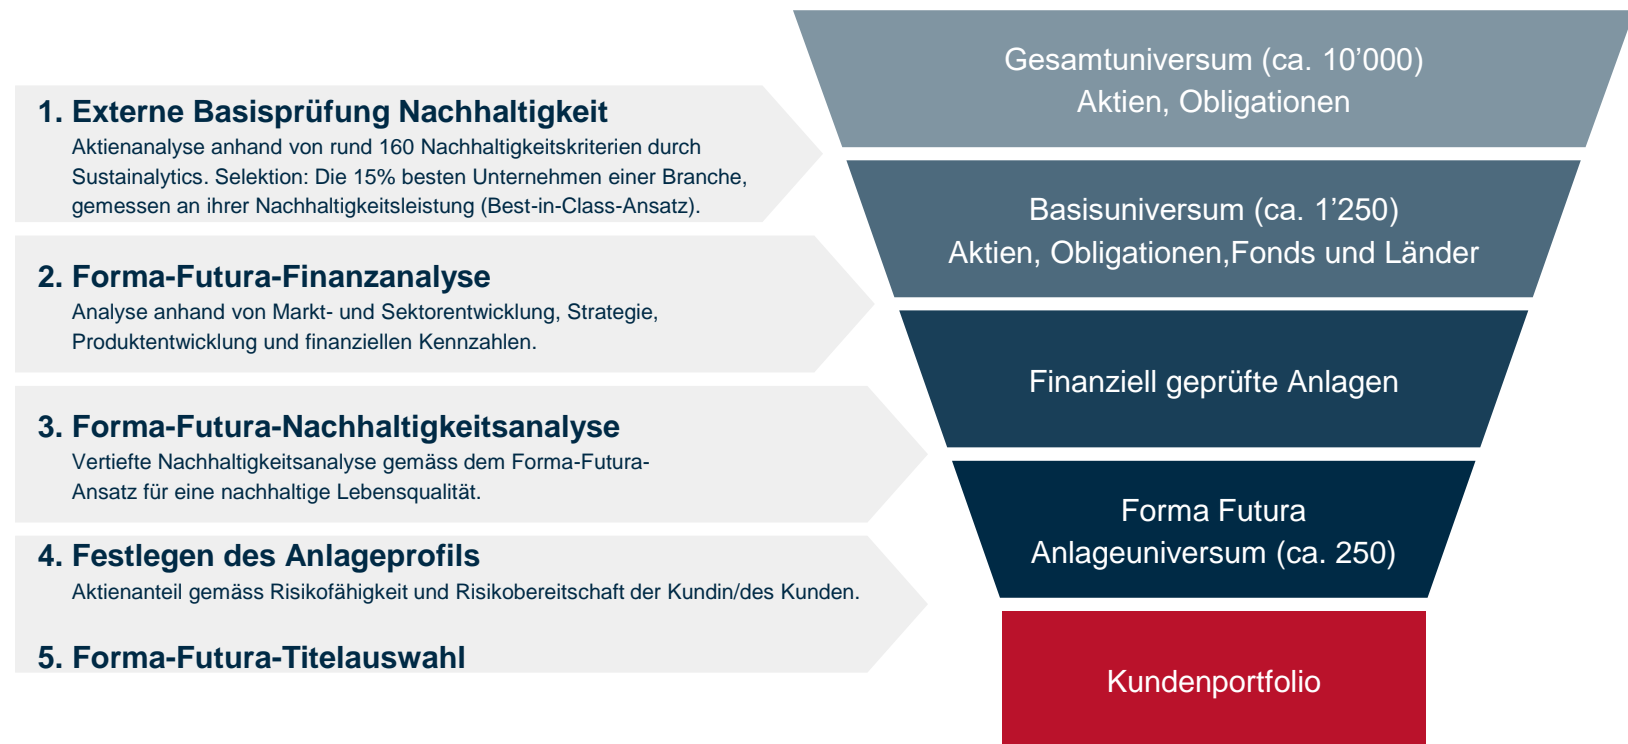 Gesamtuniversum (ca. 10’000)
Aktien, Obligationen
1. Externe Basisprüfung Nachhaltigkeit
Aktienanalyse anhand von rund 160 Nachhaltigkeitskriterien durch
Sustainalytics. Selektion: Die 15% besten Unternehmen einer Branche,
gemessen an ihrer Nachhaltigkeitsleistung (Best-in-Class-Ansatz).
Basisuniversum (ca. 1’250)
Aktien, Obligationen,Fonds und Länder
2. Forma-Futura-Finanzanalyse
Analyse anhand von Markt- und Sektorentwicklung, Strategie,
Produktentwicklung und finanziellen Kennzahlen.
Finanziell geprüfte Anlagen
3. Forma-Futura-Nachhaltigkeitsanalyse
Vertiefte Nachhaltigkeitsanalyse gemäss dem Forma-Futura-
Ansatz für eine nachhaltige Lebensqualität.
Forma Futura
Anlageuniversum (ca. 250)
4. Festlegen des Anlageprofils
Aktienanteil gemäss Risikofähigkeit und Risikobereitschaft der Kundin/des Kunden.
5. Forma-Futura-Titelauswahl
Kundenportfolio